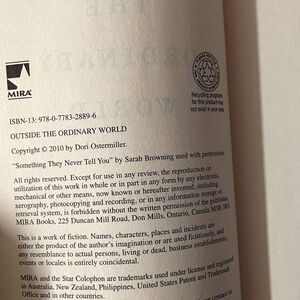 THE
ORDINARY
WORLD
MIRA
Recycling programs
for this product may
not exist in your area.
ISBN-13: 978-0-7783-2889-6
OUTSIDE THE ORDINARY WORLD
Copyright © 2010 by Dori Ostermiller.
"Something They Never Tell You" by Sarah Browning used with permission.
All rights reserved. Except for use in any review, the reproduction or
utilization of this work in whole or in part in any form by any electronic,
mechanical or other means, now known or hereafter invented, including
xerography, photocopying and recording, or in any information storage or
retrieval system, is forbidden without the written permission of the publisher,
MIRA Books, 225 Duncan Mill Road, Don Mills, Ontario, Canada M3B 3K9.
This is a work of fiction. Names, characters, places and incidents are
either the product of the author's imagination or are used fictitiously, and
any resemblance to actual persons, living or dead, business establishments,
events or locales is entirely coincidental.
MIRA and the Star Colophon are trademarks used under license and registered
in Australia, New Zealand, Philippines, United States Patent and Trademark
Office and in other countries.